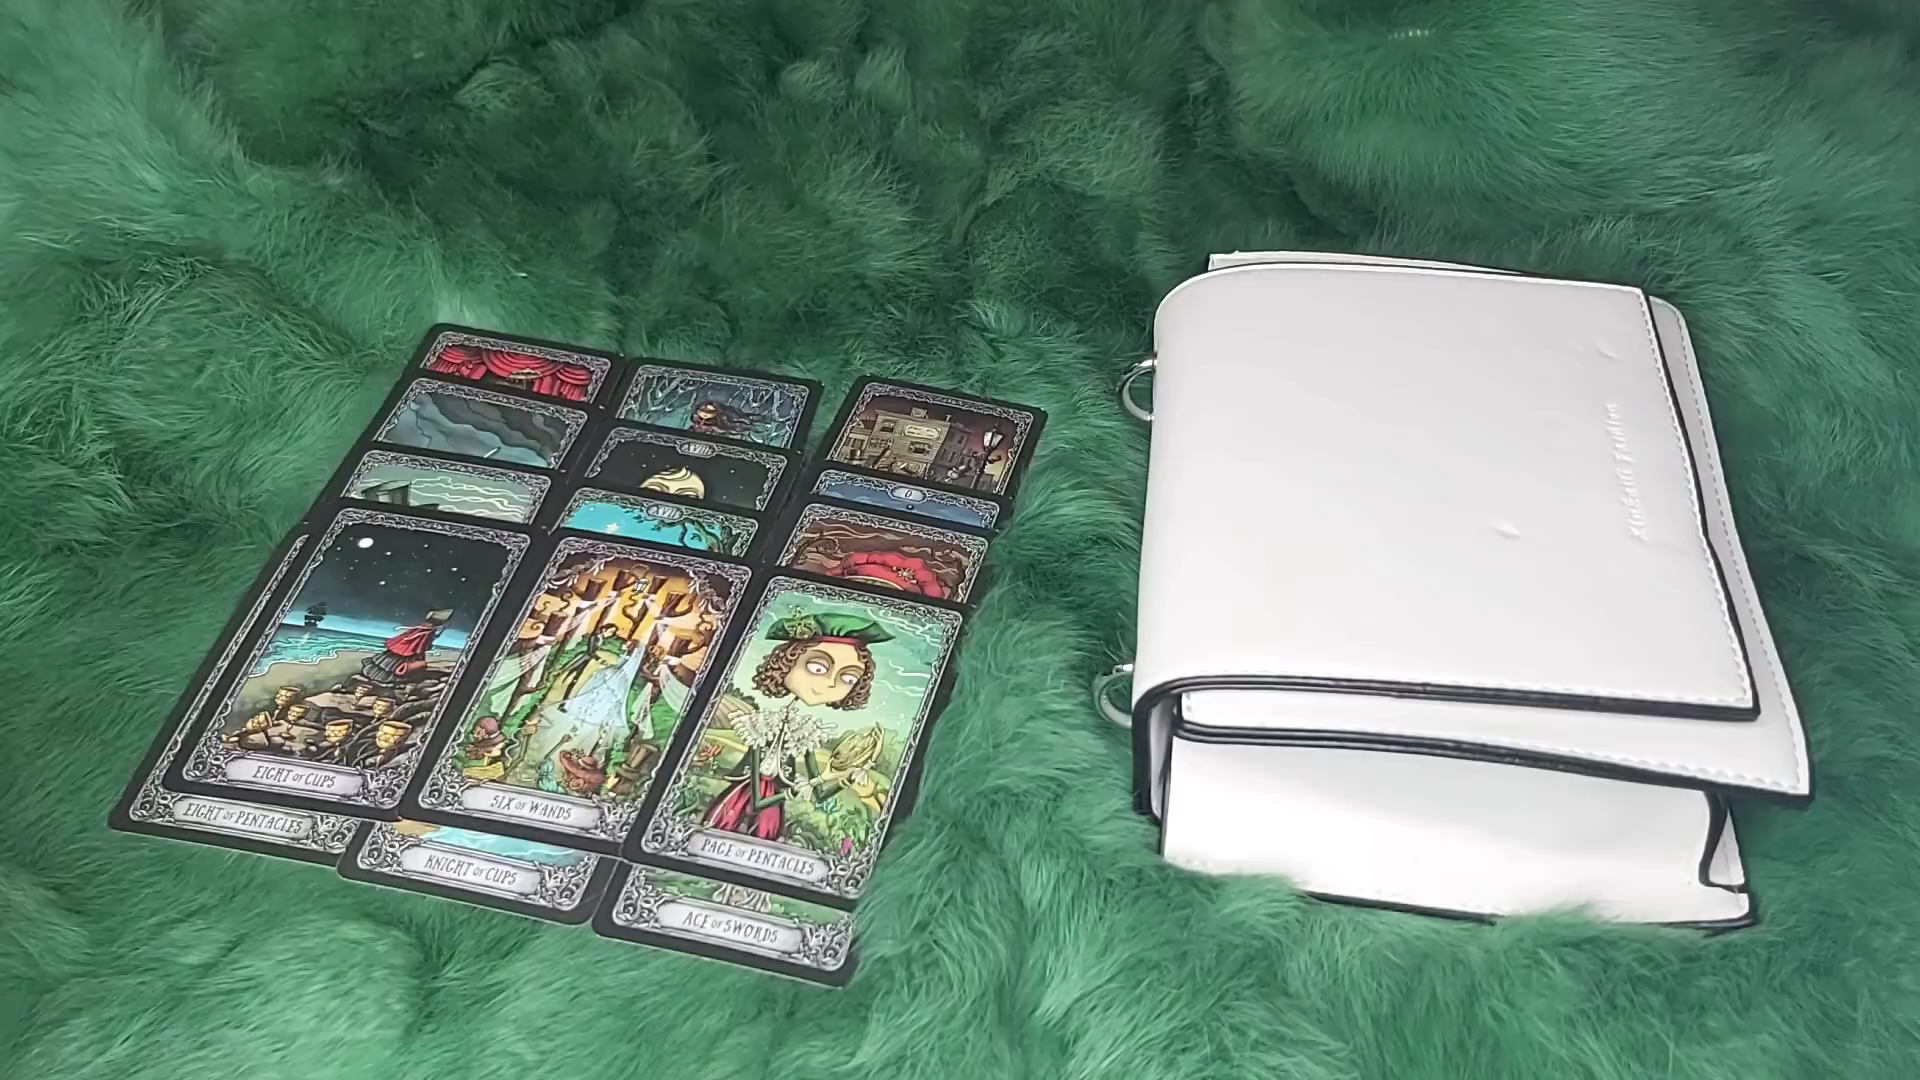 XVIII
0
XVII
EIGHT OF CUPS
SIX OF WANDS
PAGE OF PENTACLES
EIGHT OF PENTACLES
KNIGHT OF CUPS
ACE OF SWORDS